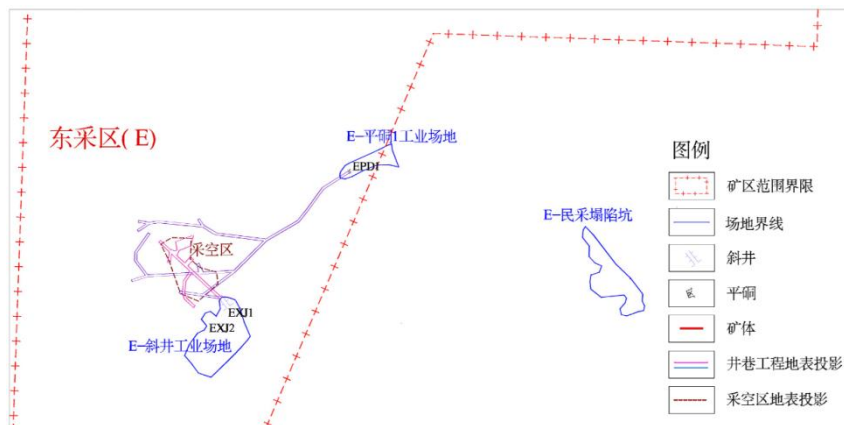 东采区( E)
E-平硐1工业场地
EPD1
采空区
EXJ1
EXJ2
E-斜井工业场地
E-民采塌陷坑
图例
矿区范围界限
场地界线
斜井
平硐
矿体
井巷工程地表投影
采空区地表投影